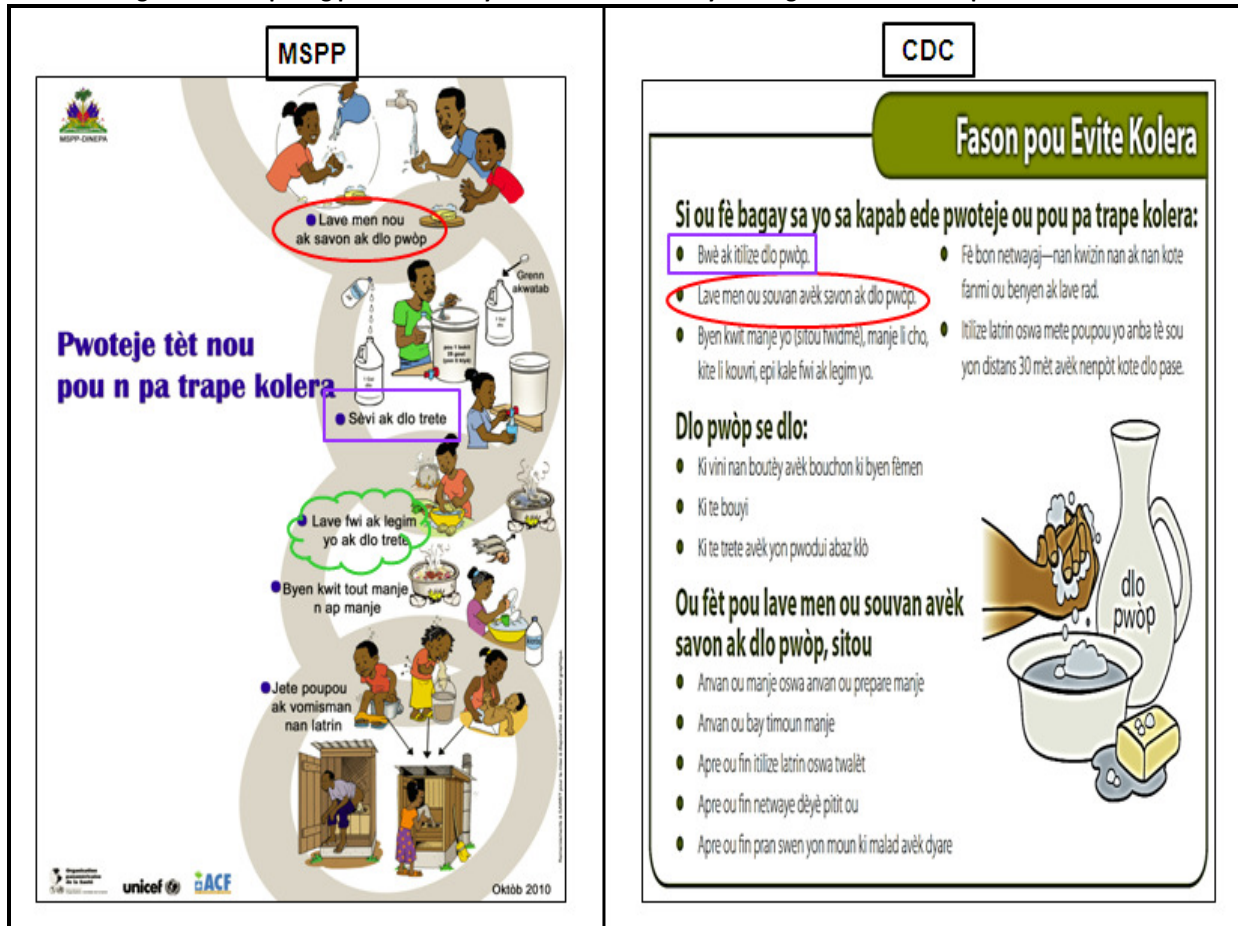 MSPP
MSPP-DINEPA
Lave men nou
ak savon ak dlo pwòp
Grenn
akwatab
Pwoteje tèt nou
pou n pa trape kolera
Sèvi ak dlo trete
Lave fwi ak legim
yo ak dlo trete
Byen kwit tout manje
n ap manje
Jete poupou
ak vomisman
nan latrin
Organisation
panaméricaine
de la Santé
unicef
ACF
Oktòb 2010
CDC
Fason pou Evite Kolera
Si ou fè bagay sa yo sa kapab ede pwoteje ou pou pa trape kolera:
Bwè ak itilize dlo pwòp.
Lave men ou souvan avèk savon ak dlo pwòp.
Byen kwit manje yo (sitou fwidmè), manje li cho,
kite li kouvri, epi kale fwi ak legim yo.
Fè bon netwayaj—nan kwizin nan ak nan kote
fanmi ou benyen ak lave rad.
Itilize latrin oswa mete poupou yo anba tè sou
yon distans 30 mèt avèk nenpòt kote dlo pase.
Dlo pwòp se dlo:
Ki vini nan boutèy avèk bouchon ki byen fèmen
Ki te bouyi
Ki te trete avèk yon pwodui abaz klò
Ou fèt pou lave men ou souvan avèk
savon ak dlo pwòp, sitou
Anvan ou manje oswa anvan ou prepare manje
Anvan ou bay timoun manje
Apre ou fin itilize latrin oswa twalèt
Apre ou fin netwaye dèyè pitit ou
Apre ou fin pran swen yon moun ki malad avèk dyare
dlo
pwòp